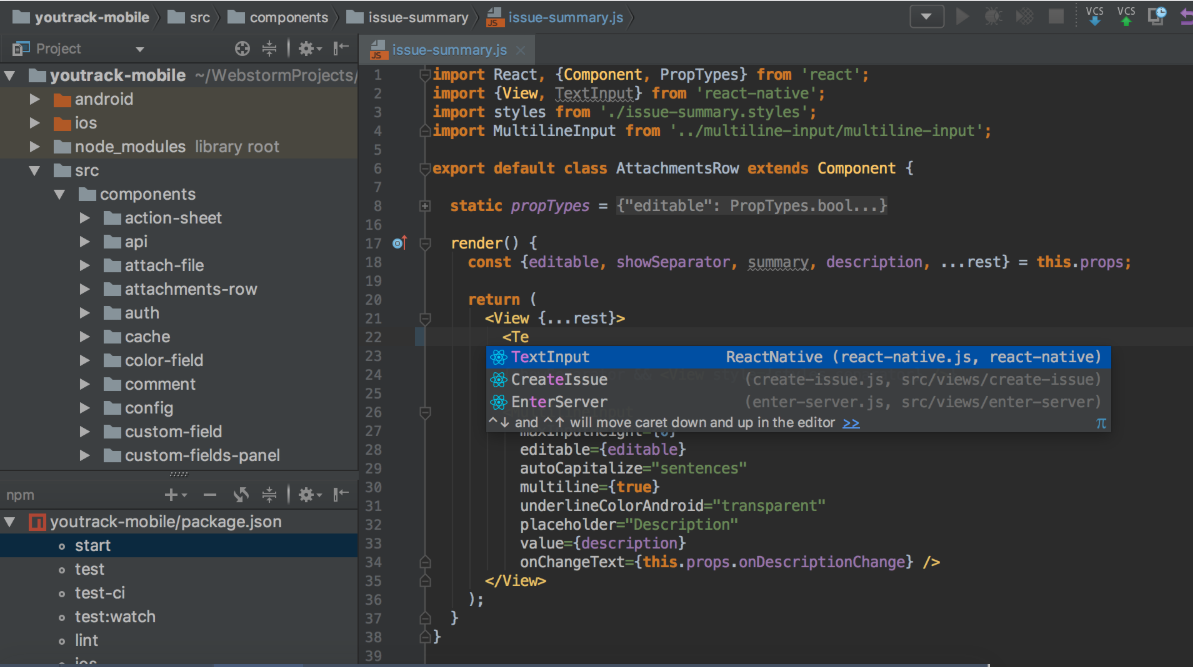 youtrack-mobile src components issue-summary issue-summary.js
VCS VCS
Project
issue-summary.js
youtrack-mobile ~/WebstormProjects/
android
ios
node_modules library root
src
components
action-sheet
api
attach-file
attachments-row
auth
cache
color-field
comment
config
custom-field
custom-fields-panel
npm
youtrack-mobile/package.json
start
test
test-ci
test:watch
lint
ios
1 import React, {Component, PropTypes} from 'react';
2 import {View, TextInput} from 'react-native';
3 import styles from './issue-summary.styles';
4 import MultilineInput from '../multiline-input/multiline-input';
5
6 export default class AttachmentsRow extends Component {
7
8 static propTypes = {"editable": PropTypes.bool...}
16
17 render() {
18 const {editable, showSeparator, summary, description, ...rest} = this.props;
19
20 return (
21 <View {...rest}>
22 <Te
23 TextInput ReactNative (react-native.js, react-native)
24 CreateIssue (create-issue.js, src/views/create-issue)
25 EnterServer (enter-server.js, src/views/enter-server)
26 ^↓ and ^↑ will move caret down and up in the editor >> π
27 maxInputHeight={0}
28 editable={editable}
29 autoCapitalize="sentences"
30 multiline={true}
31 underlineColorAndroid="transparent"
32 placeholder="Description"
33 value={description}
34 onChangeText={this.props.onDescriptionChange} />
35 </View>
36 );
37 }
38 }
39